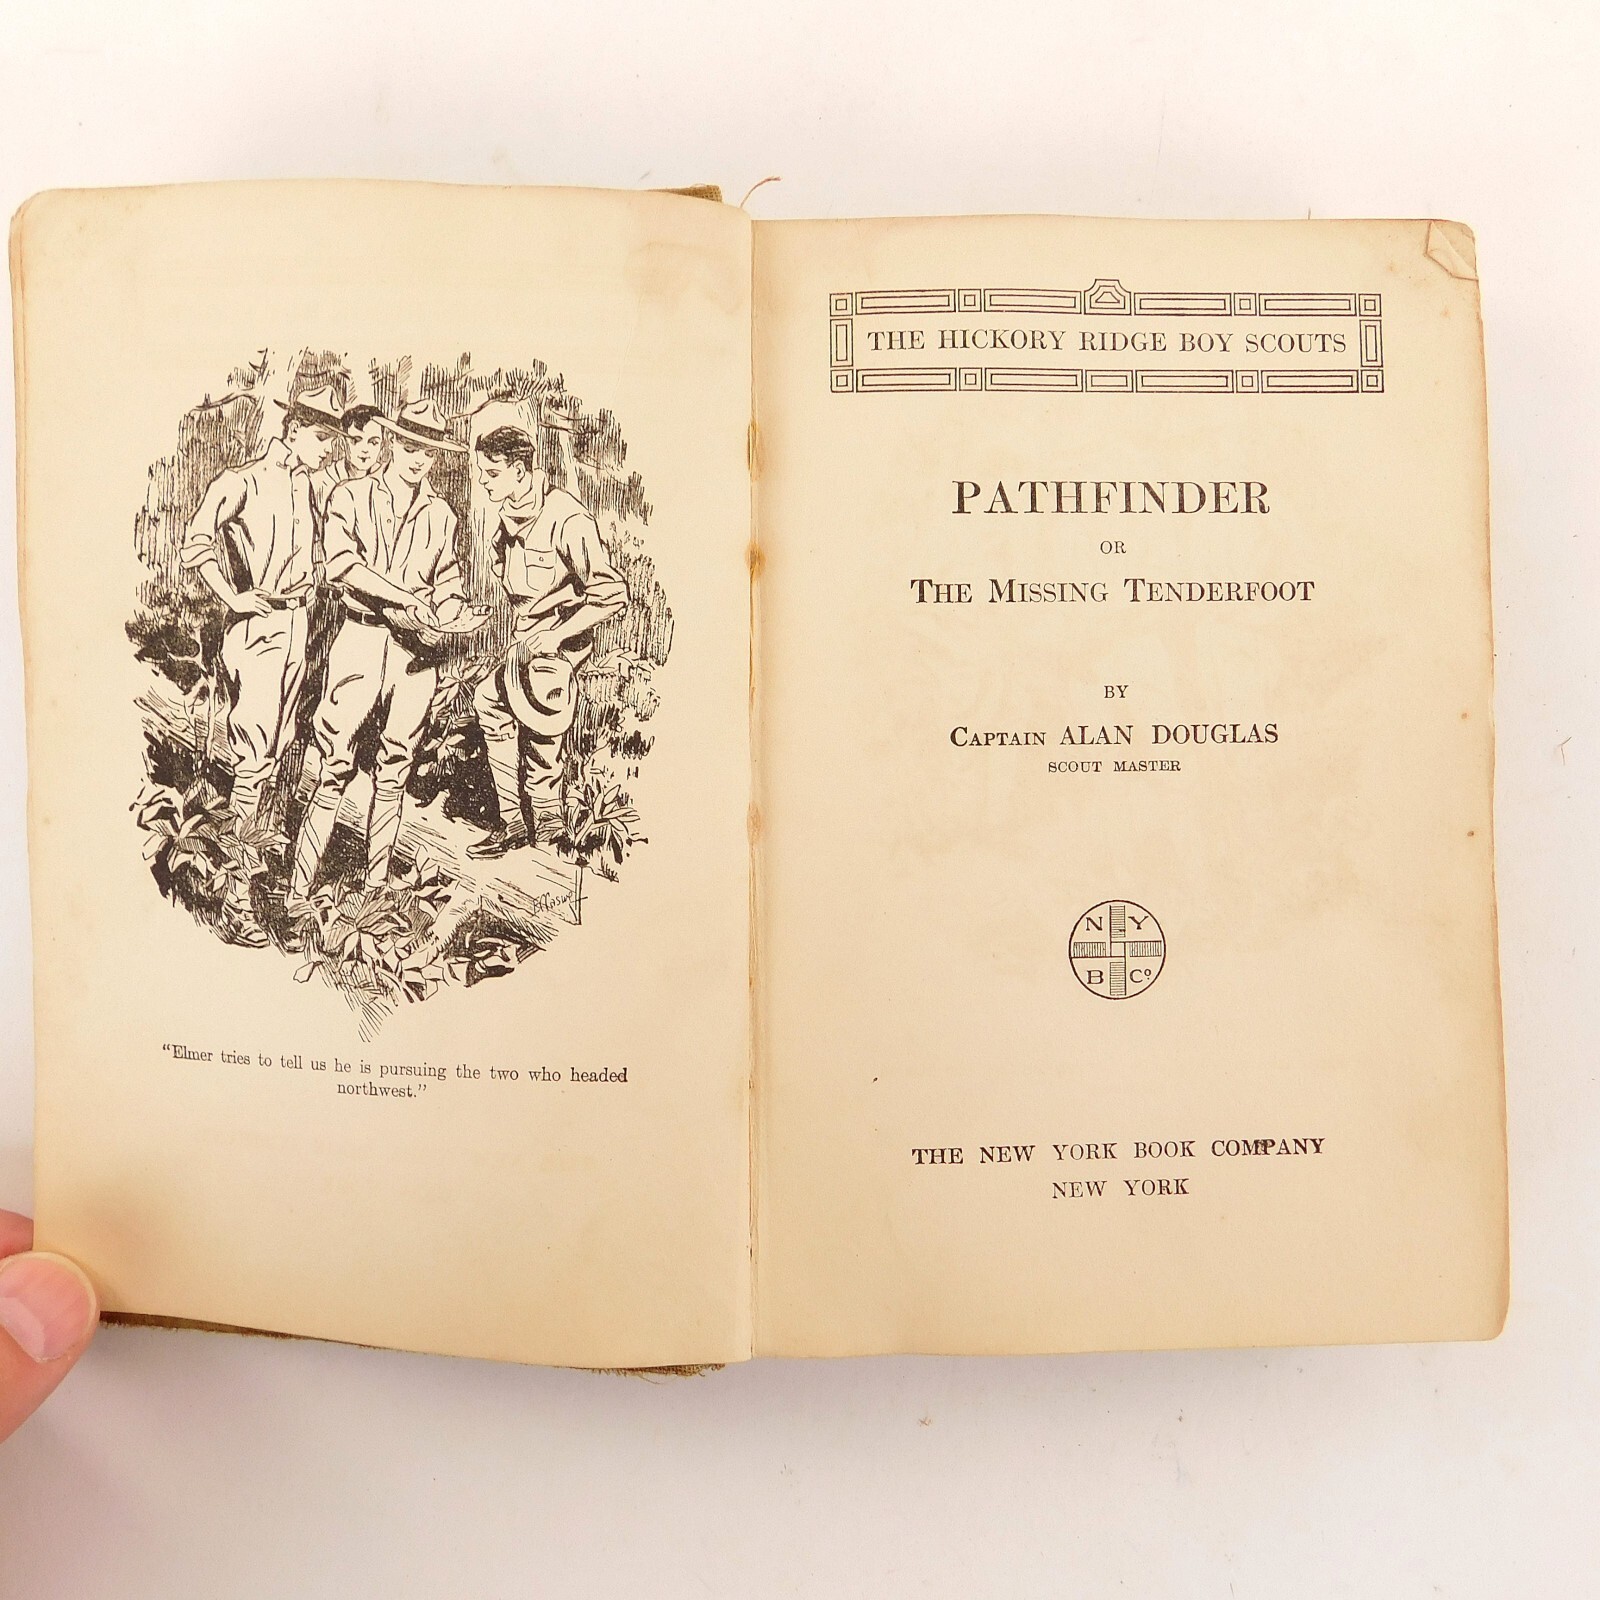 "Elmer tries to tell us he is pursuing the two who headed
northwest."
THE HICKORY RIDGE BOY SCOUTS
PATHFINDER
OR
THE MISSING TENDERFOOT
BY
CAPTAIN ALAN DOUGLAS
SCOUT MASTER
N Y
B Cº.
THE NEW YORK BOOK COMPANY
NEW YORK